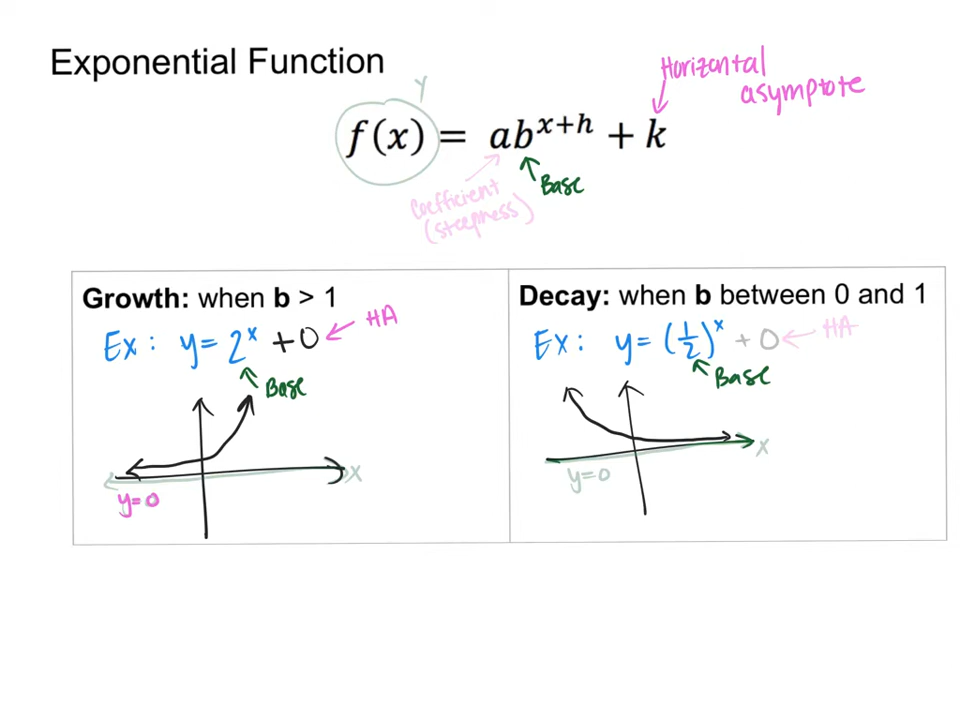 Exponential Function
Y
Horizontal
asymptote
f(x) = ab^{x+h} + k
Base
Coefficient
(steepness)
Growth: when b > 1
Ex: y = 2^x + 0 ← HA
Base
X
y=0
Decay: when b between 0 and 1
Ex: y = (1/2)^x + 0 ← HA
Base
X
y=0